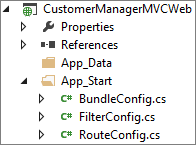 CustomerManagerMVCWeb
Properties
References
App_Data
App_Start
C# BundleConfig.cs
C# FilterConfig.cs
C# RouteConfig.cs